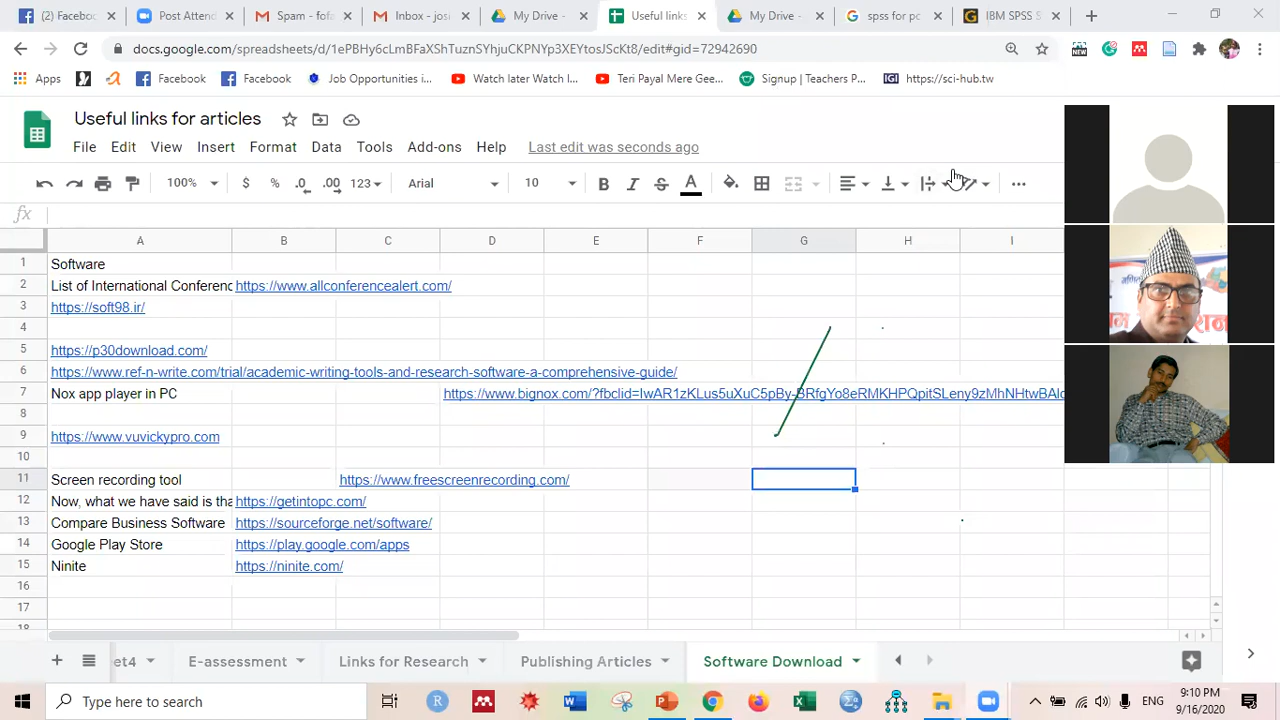 (F) Facebook
Post Attend
Spam - fofa
Inbox - jose
My Drive -
Useful links
My Drive -
spss for pc
IBM SPSS S
docs.google.com/spreadsheets/d/1ePBHy6cLmBFaXShTuznSYhjuCKPNYp3XEYtosJScKt8/edit#gid=72942690
Apps
Facebook
Facebook
Job Opportunities i...
Watch later Watch l...
Teri Payal Mere Gee...
Signup | Teachers P...
IGI
https://sci-hub.tw
Useful links for articles
File Edit View Insert Format Data Tools Add-ons Help Last edit was seconds ago
100% $ % .0 .00 123 Arial 10 B I S A
fx
A B C D E F G H I
1 Software
2 List of International Conferenc https://www.allconferencealert.com/
3 https://soft98.ir/
4
5 https://p30download.com/
6 https://www.ref-n-write.com/trial/academic-writing-tools-and-research-software-a-comprehensive-guide/
7 Nox app player in PC https://www.bignox.com/?fbclid=IwAR1zKLus5uXuC5pBy-BRfgYo8eRMKHPQpitSLeny9zMhNHtwBAlc
8
9 https://www.vuvickypro.com
10
11 Screen recording tool https://www.freescreenrecording.com/
12 Now, what we have said is tha https://getintopc.com/
13 Compare Business Software https://sourceforge.net/software/
14 Google Play Store https://play.google.com/apps
15 Ninite https://ninite.com/
16
17
18
et4 E-assessment Links for Research Publishing Articles Software Download
Type here to search
ENG
9:10 PM
9/16/2020